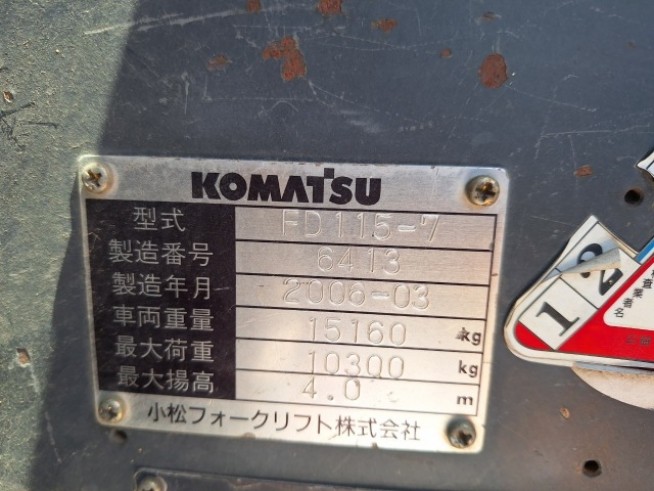 KOMATSU
型式 FD115-7
製造番号 6413
製造年月 2006-03
車両重量 15160 kg
最大荷重 10300 kg
最大揚高 4.0 m
小松フォークリフト株式会社
1 2